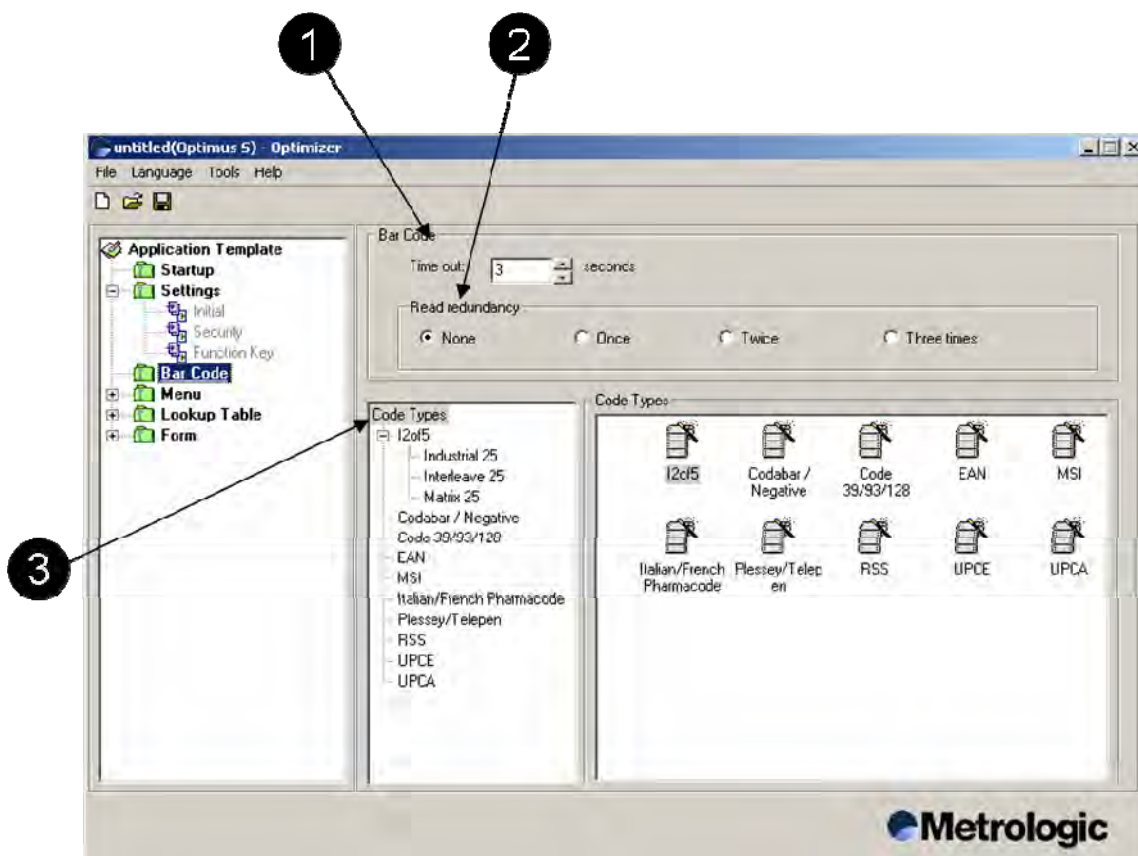 1 2
untitled(Optimus S) - Optimizer
File Language Tools Help
Application Template
Startup
Settings
Initial
Security
Function Key
Bar Code
Menu
Lookup Table
Form
Bar Code
Time out: 3 seconds
Read redundancy
None Once Twice Three times
3
Code Types
I2of5
Industrial 25
Interleave 25
Matrix 25
Codabar / Negative
Code 39/93/128
EAN
MSI
Italian/French Pharmacode
Plessey/Telepen
RSS
UPCE
UPCA
Code Types
I2of5 Codabar / Negative Code 39/93/128 EAN MSI
Italian/French Pharmacode Plessey/Telep en RSS UPCE UPCA
Metrologic